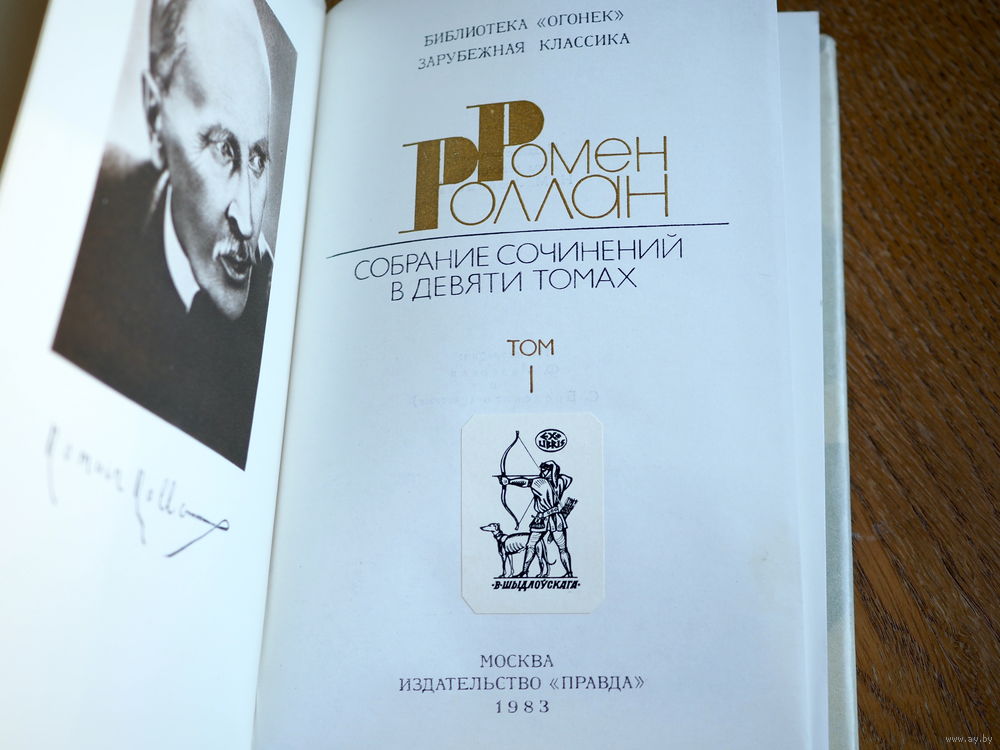 БИБЛИОТЕКА «ОГОНЕК»
ЗАРУБЕЖНАЯ КЛАССИКА
РОМЕН
РОЛЛАН
СОБРАНИЕ СОЧИНЕНИЙ
В ДЕВЯТИ ТОМАХ
ТОМ
I
EX
LIBRIS
·В·ШЫДЛОЎСКАГА·
МОСКВА
ИЗДАТЕЛЬСТВО «ПРАВДА»
1983
www.ay.by